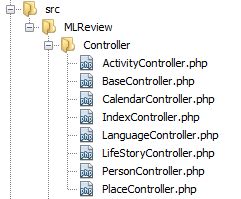 src
MLReview
Controller
ActivityController.php
BaseController.php
CalendarController.php
IndexController.php
LanguageController.php
LifeStoryController.php
PersonController.php
PlaceController.php